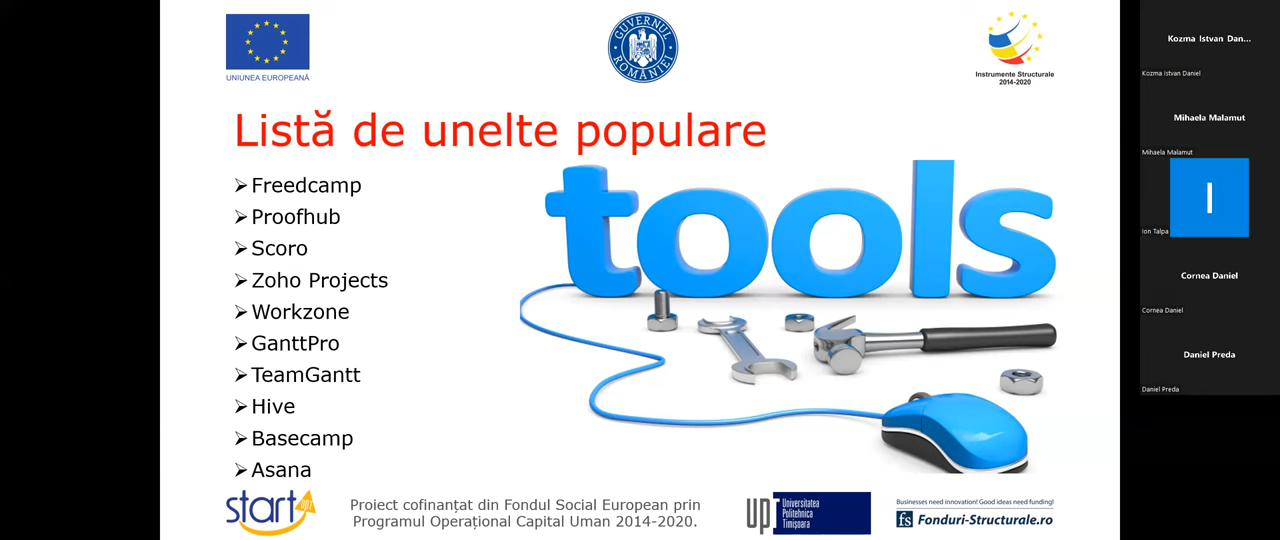 UNIUNEA EUROPEANĂ
GUVERNUL ROMÂNIEI
Instrumente Structurale
2014-2020
Listă de unelte populare
Freedcamp
Proofhub
Scoro
Zoho Projects
Workzone
GanttPro
TeamGantt
Hive
Basecamp
Asana
tools
start upt
Proiect cofinanțat din Fondul Social European prin
Programul Operațional Capital Uman 2014-2020.
upt
Universitatea
Politehnica
Timișoara
Businesses need innovation! Good ideas need funding!
fs Fonduri-Structurale.ro
Kozma Istvan Dan...
Kozma Istvan Daniel
Mihaela Malamut
Mihaela Malamut
I
Ion Talpa
Cornea Daniel
Cornea Daniel
Daniel Preda
Daniel Preda